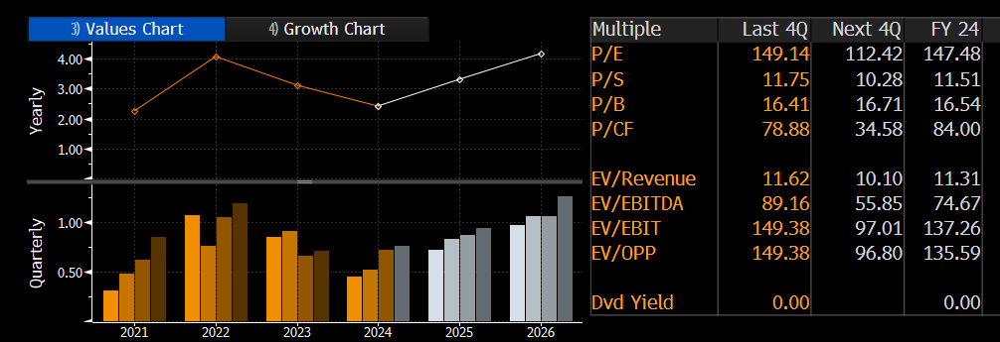 3) Values Chart 4) Growth Chart
Yearly
4.00
3.00
2.00
1.00
Quarterly
1.00
0.50
2021 2022 2023 2024 2025 2026
Multiple Last 4Q Next 4Q FY 24
P/E 149.14 112.42 147.48
P/S 11.75 10.28 11.51
P/B 16.41 16.71 16.54
P/CF 78.88 34.58 84.00
EV/Revenue 11.62 10.10 11.31
EV/EBITDA 89.16 55.85 74.67
EV/EBIT 149.38 97.01 137.26
EV/OPP 149.38 96.80 135.59
Dvd Yield 0.00 0.00